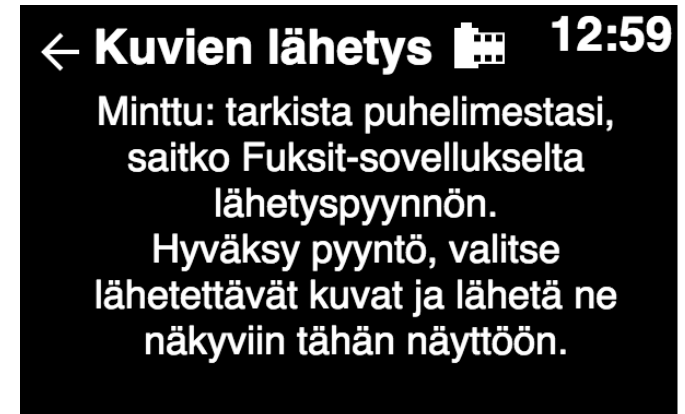 ← Kuvien lähetys 12:59
Minttu: tarkista puhelimestasi,
saitko Fuksit-sovellukselta
lähetyspyynnön.
Hyväksy pyyntö, valitse
lähetettävät kuvat ja lähetä ne
näkyviin tähän näyttöön.